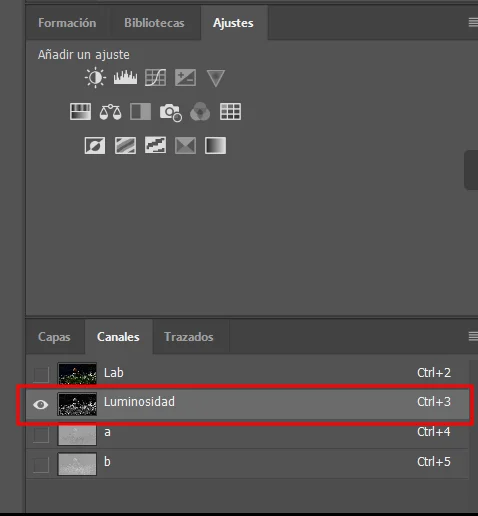 Formación Bibliotecas Ajustes
Añadir un ajuste
Capas Canales Trazados
Lab Ctrl+2
Luminosidad Ctrl+3
a Ctrl+4
b Ctrl+5